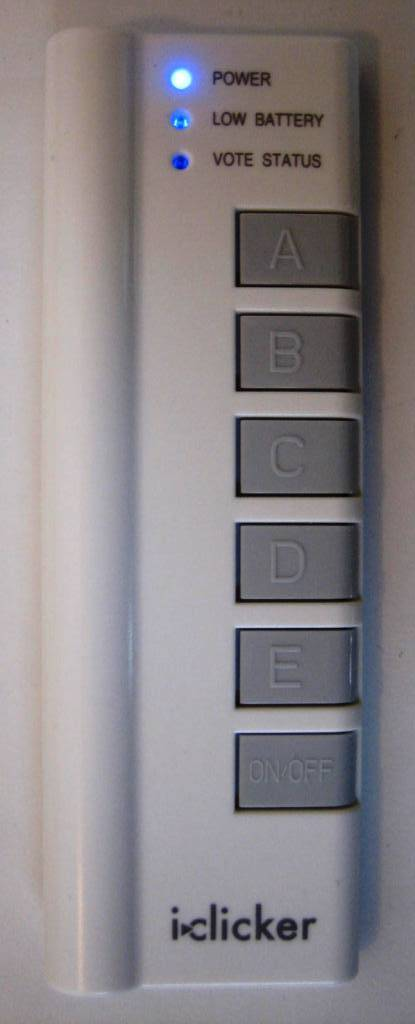 POWER
LOW BATTERY
VOTE STATUS
A
B
C
D
E
ON/OFF
i>clicker